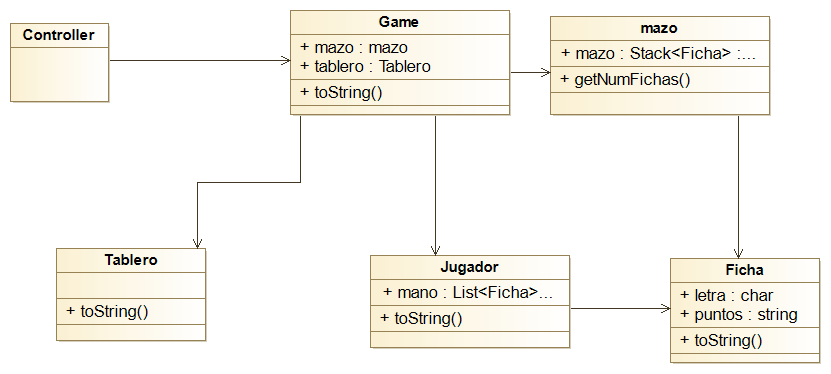 Controller
Game
+ mazo : mazo
+ tablero : Tablero
+ toString()
mazo
+ mazo : Stack<Ficha> :...
+ getNumFichas()
Tablero
+ toString()
Jugador
+ mano : List<Ficha>...
+ toString()
Ficha
+ letra : char
+ puntos : string
+ toString()